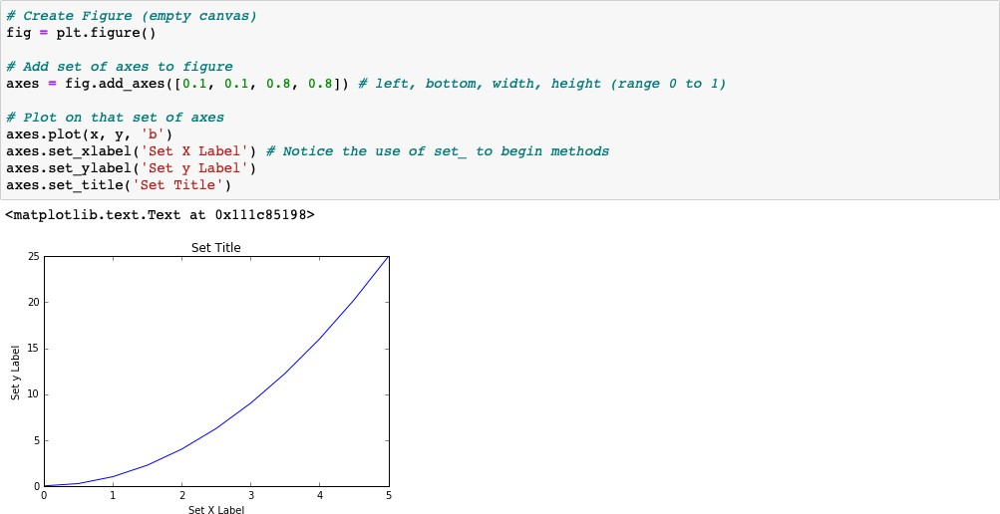 # Create Figure (empty canvas)
fig = plt.figure()
# Add set of axes to figure
axes = fig.add_axes([0.1, 0.1, 0.8, 0.8]) # left, bottom, width, height (range 0 to 1)
# Plot on that set of axes
axes.plot(x, y, 'b')
axes.set_xlabel('Set X Label') # Notice the use of set_ to begin methods
axes.set_ylabel('Set y Label')
axes.set_title('Set Title')
<matplotlib.text.Text at 0x111c85198>
Set Title
25
20
15
10
5
0
Set y Label
0 1 2 3 4 5
Set X Label